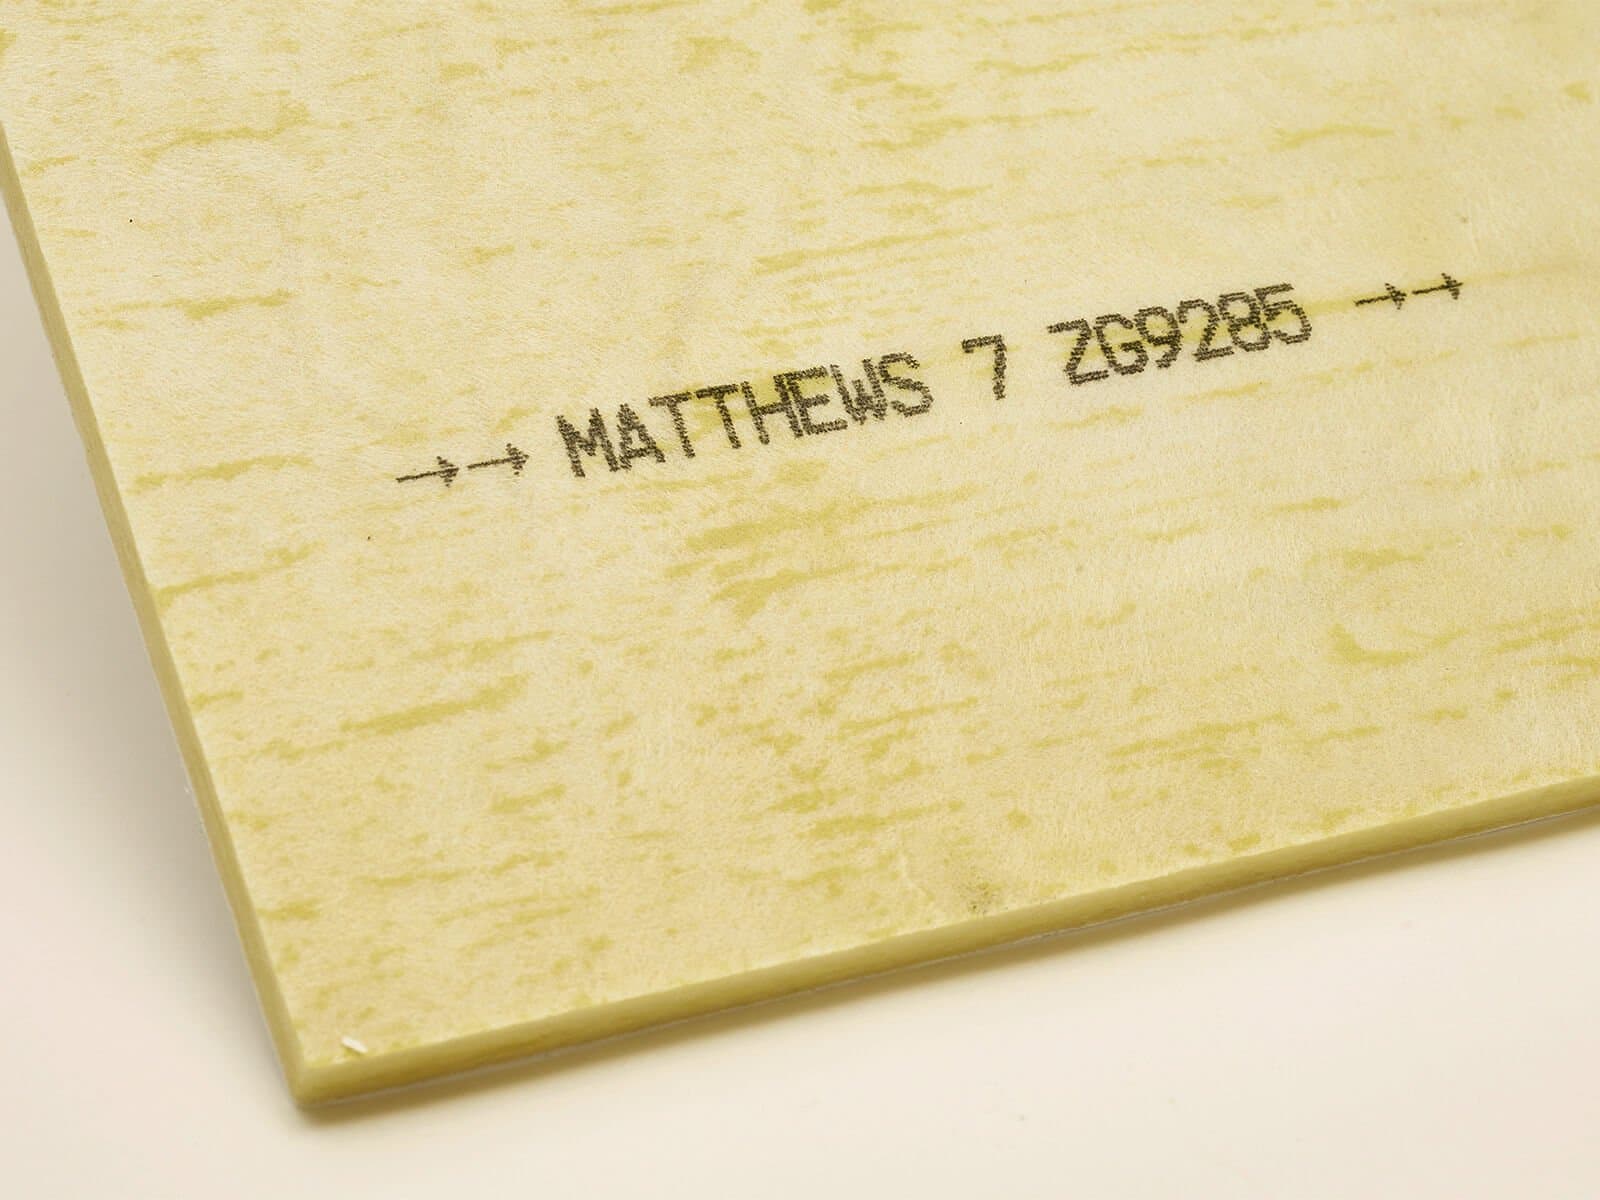 →→ MATTHEWS 7 ZG9285 →→